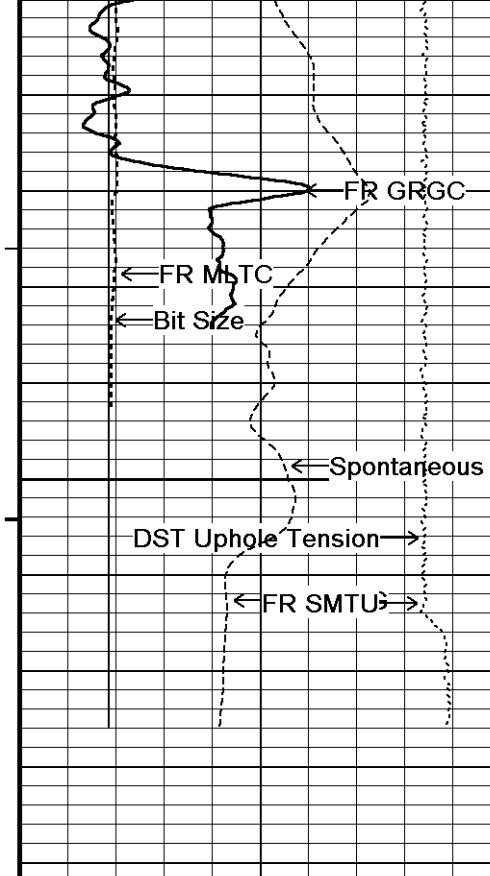 FR GRGC
FR MLTC
Bit Size
Spontaneous
DST Uphole Tension
FR SMTU